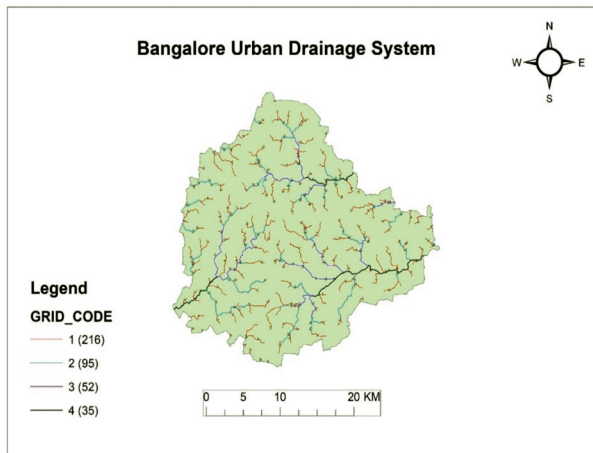 Bangalore Urban Drainage System
N
W E
S
Legend
GRID_CODE
1 (216)
2 (95)
3 (52)
4 (35)
0 5 10 20 KM